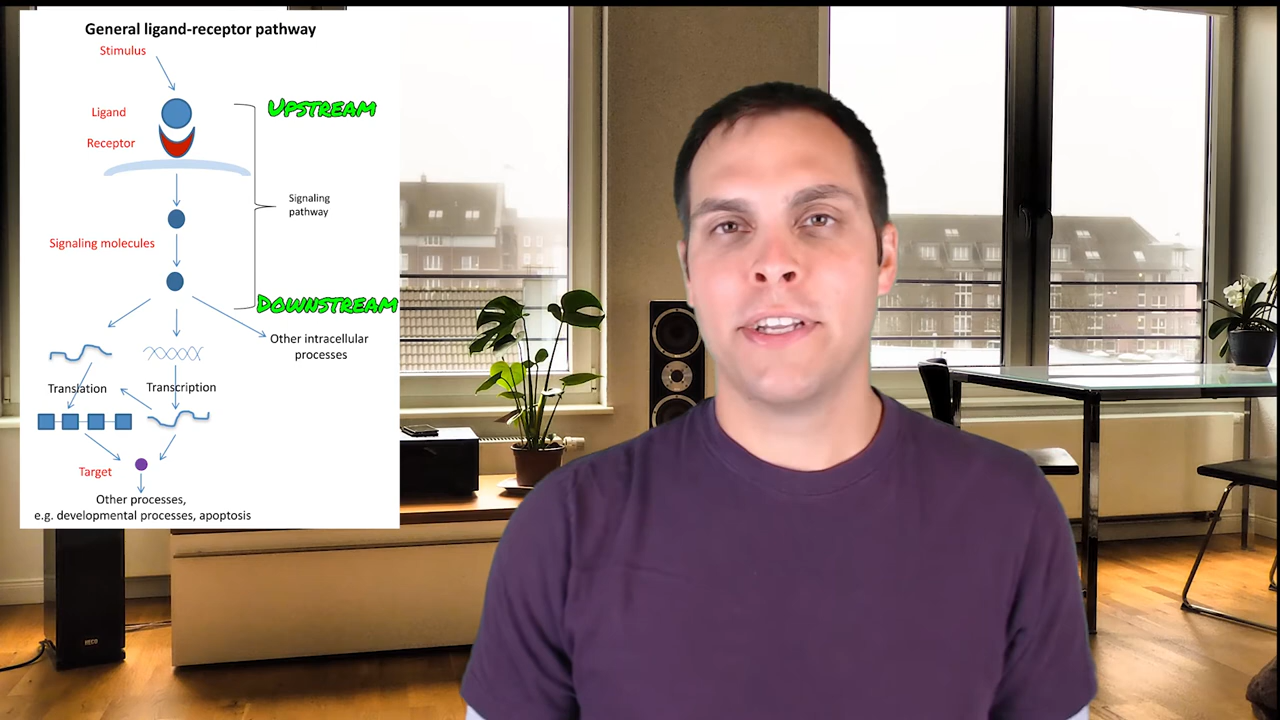 General ligand-receptor pathway
Stimulus
Ligand
UPSTREAM
Receptor
Signaling
pathway
Signaling molecules
DOWNSTREAM
Other intracellular
processes
Translation
Transcription
Target
Other processes,
e.g. developmental processes, apoptosis
HECO